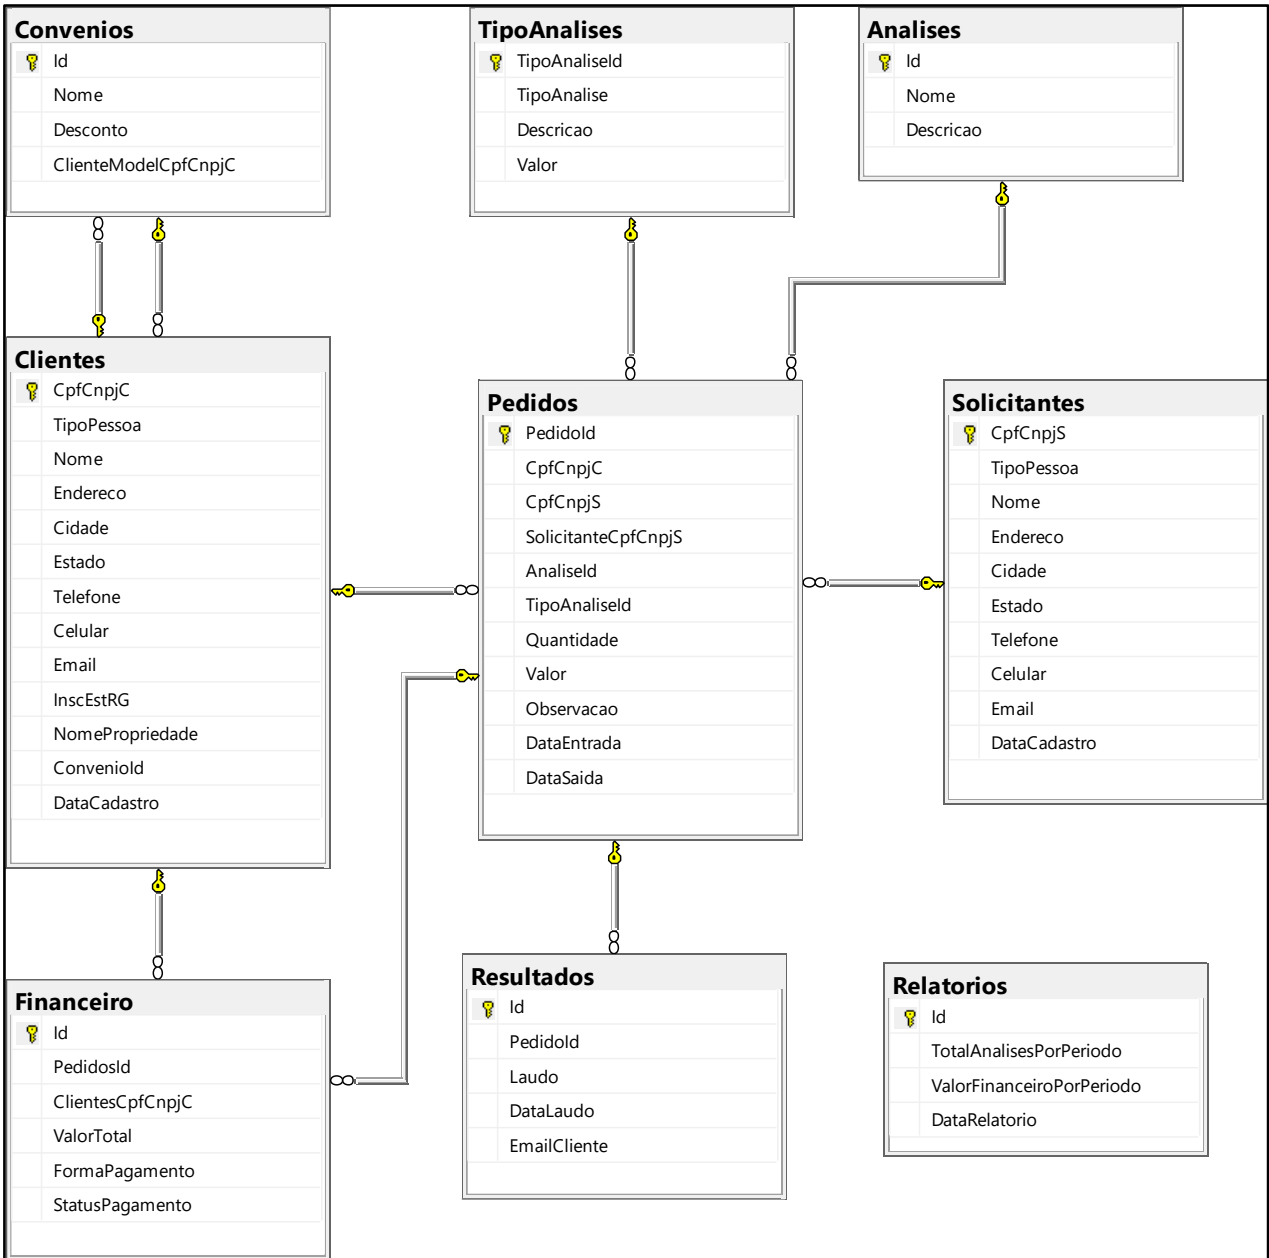 Convenios
Id
Nome
Desconto
ClienteModelCpfCnpjC
TipoAnalises
TipoAnaliseId
TipoAnalise
Descricao
Valor
Analises
Id
Nome
Descricao
Clientes
CpfCnpjC
TipoPessoa
Nome
Endereco
Cidade
Estado
Telefone
Celular
Email
InscEstRG
NomePropriedade
ConvenioId
DataCadastro
Pedidos
PedidoId
CpfCnpjC
CpfCnpjS
SolicitanteCpfCnpjS
AnaliseId
TipoAnaliseId
Quantidade
Valor
Observacao
DataEntrada
DataSaida
Solicitantes
CpfCnpjS
TipoPessoa
Nome
Endereco
Cidade
Estado
Telefone
Celular
Email
DataCadastro
Financeiro
Id
PedidosId
ClientesCpfCnpjC
ValorTotal
FormaPagamento
StatusPagamento
Resultados
Id
PedidoId
Laudo
DataLaudo
EmailCliente
Relatorios
Id
TotalAnalisesPorPeriodo
ValorFinanceiroPorPeriodo
DataRelatorio